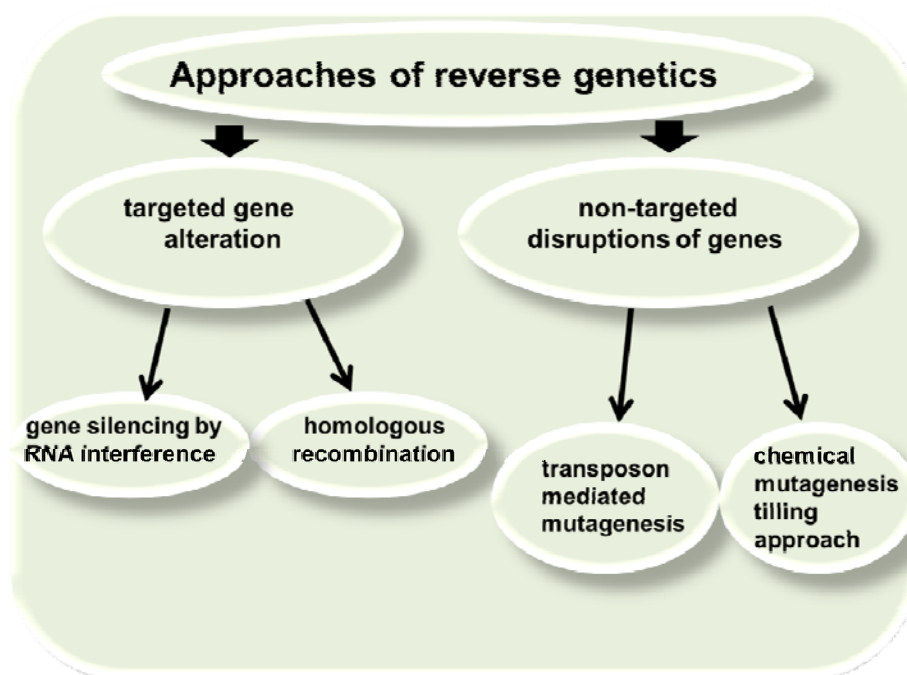 Approaches of reverse genetics
targeted gene
alteration
non-targeted
disruptions of genes
gene silencing by
RNA interference
homologous
recombination
transposon
mediated
mutagenesis
chemical
mutagenesis
tilling
approach